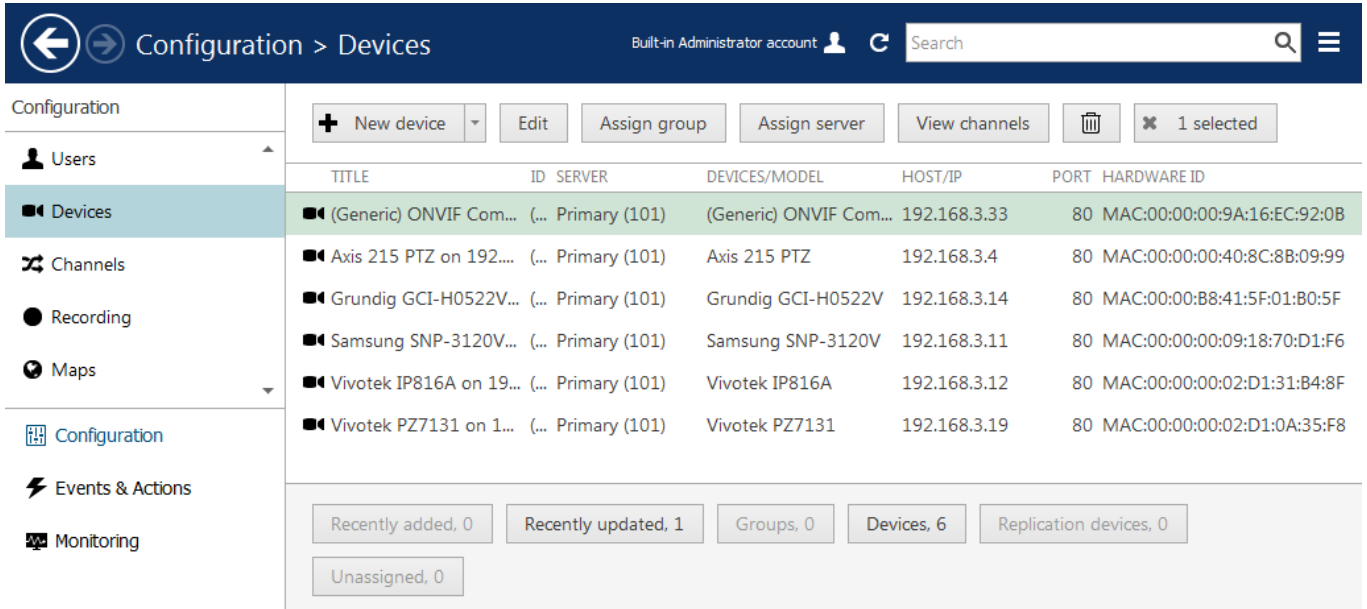 Configuration > Devices
Built-in Administrator account
Search
Configuration
Users
Devices
Channels
Recording
Maps
Configuration
Events & Actions
Monitoring
New device Edit Assign group Assign server View channels 1 selected
TITLE ID SERVER DEVICES/MODEL HOST/IP PORT HARDWARE ID
(Generic) ONVIF Com... (... Primary (101) (Generic) ONVIF Com... 192.168.3.33 80 MAC:00:00:00:9A:16:EC:92:0B
Axis 215 PTZ on 192.... (... Primary (101) Axis 215 PTZ 192.168.3.4 80 MAC:00:00:00:40:8C:8B:09:99
Grundig GCI-H0522V... (... Primary (101) Grundig GCI-H0522V 192.168.3.14 80 MAC:00:00:B8:41:5F:01:B0:5F
Samsung SNP-3120V... (... Primary (101) Samsung SNP-3120V 192.168.3.11 80 MAC:00:00:00:09:18:70:D1:F6
Vivotek IP816A on 19... (... Primary (101) Vivotek IP816A 192.168.3.12 80 MAC:00:00:00:02:D1:31:B4:8F
Vivotek PZ7131 on 1... (... Primary (101) Vivotek PZ7131 192.168.3.19 80 MAC:00:00:00:02:D1:0A:35:F8
Recently added, 0 Recently updated, 1 Groups, 0 Devices, 6 Replication devices, 0
Unassigned, 0